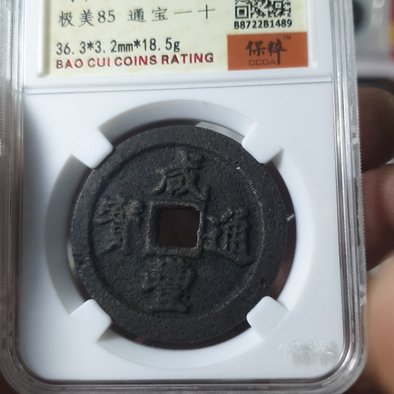 极美85 通宝一十
B8722B1489
36.3*3.2mm*18.5g
BAO CUI COINS RATING
保粹
CCGA
咸豐通寶